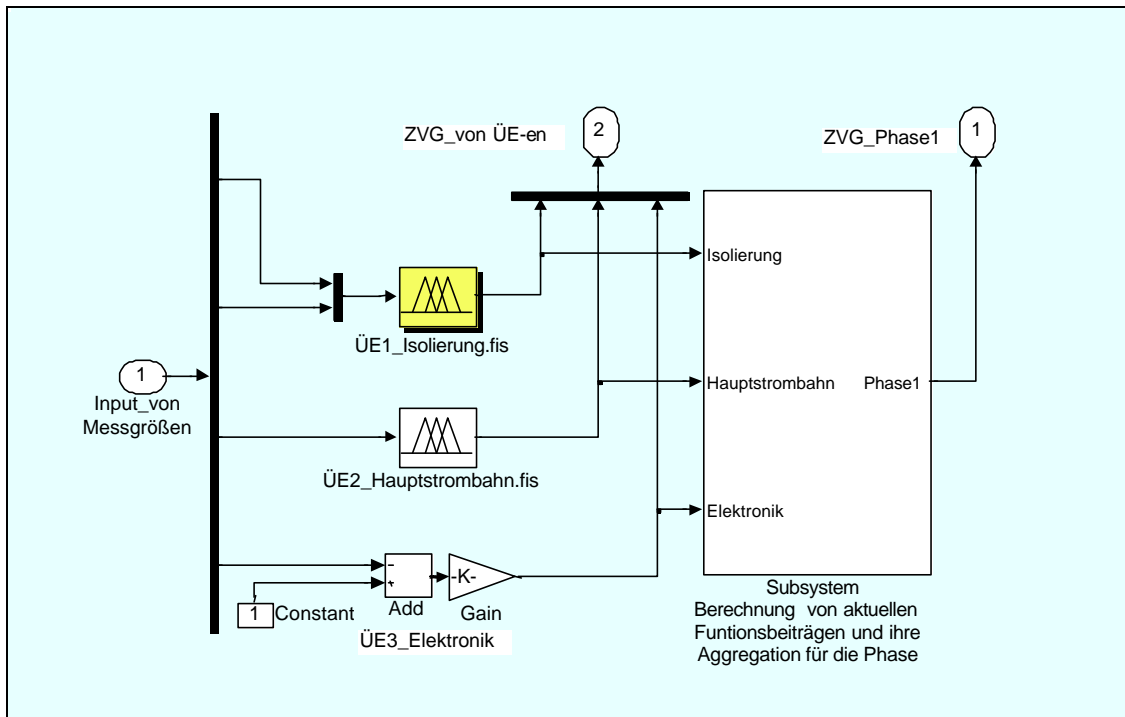 ZVG_von ÜE-en
2
ZVG_Phase1
1
Isolierung
ÜE1_Isolierung.fis
1
Input_von
Messgrößen
Hauptstrombahn
Phase1
ÜE2_Hauptstrombahn.fis
Elektronik
-
+
-K-
1
Constant
Add
Gain
ÜE3_Elektronik
Subsystem
Berechnung von aktuellen
Funtionsbeiträgen und ihre
Aggregation für die Phase